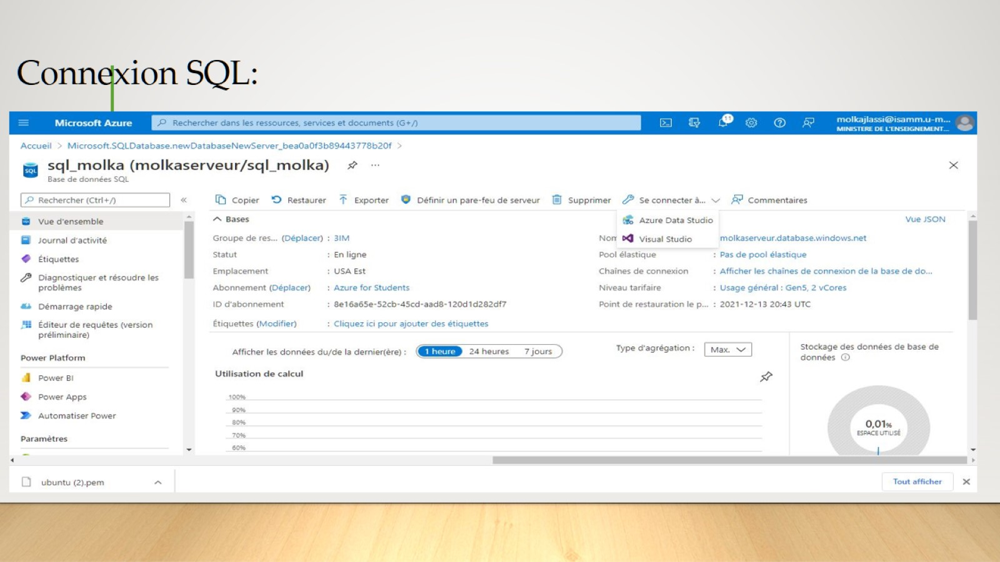 Connexion SQL:
Microsoft Azure
Rechercher dans les ressources, services et documents (G+/)
11
molkajlassi@isamm.u-m...
MINISTERE DE L'ENSEIGNEMENT...
Accueil > Microsoft.SQLDatabase.newDatabaseNewServer_bea0a0f3b89443778b20f >
SQL
sql_molka (molkaserveur/sql_molka)
...
Base de données SQL
Rechercher (Ctrl+/)
«
Copier Restaurer Exporter Définir un pare-feu de serveur Supprimer Se connecter à... Commentaires
Azure Data Studio
Visual Studio
Vue d'ensemble
Journal d'activité
Étiquettes
Diagnostiquer et résoudre les
problèmes
Démarrage rapide
Éditeur de requêtes (version
préliminaire)
Power Platform
Power BI
Power Apps
Automatiser Power
Paramètres
Bases
Vue JSON
Groupe de res... (Déplacer) : 3IM
Statut : En ligne
Emplacement : USA Est
Abonnement (Déplacer) : Azure for Students
ID d'abonnement : 8e16a65e-52cb-45cd-aad8-120d1d282df7
Étiquettes (Modifier) : Cliquez ici pour ajouter des étiquettes
Nom molkaserveur.database.windows.net
Pool élastique : Pas de pool élastique
Chaînes de connexion : Afficher les chaînes de connexion de la base de do...
Niveau tarifaire : Usage général : Gen5, 2 vCores
Point de restauration le p... : 2021-12-13 20:43 UTC
Afficher les données du/de la dernier(ère) : 1 heure 24 heures 7 jours
Type d'agrégation : Max.
Utilisation de calcul
100%
90%
80%
70%
60%
Stockage des données de base de
données
0,01%
ESPACE UTILISÉ
ubuntu (2).pem
Tout afficher